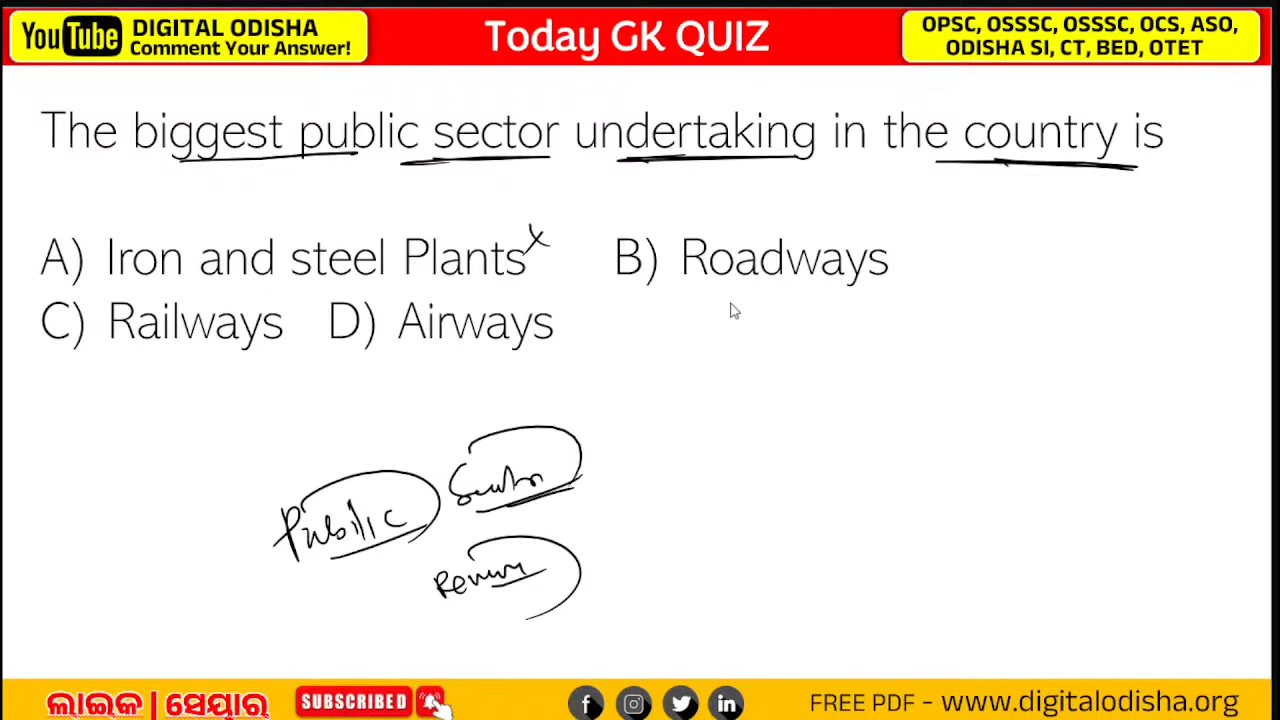 YouTube DIGITAL ODISHA
Comment Your Answer!
Today GK QUIZ
OPSC, OSSSC, OSSSC, OCS, ASO,
ODISHA SI, CT, BED, OTET
The biggest public sector undertaking in the country is
A) Iron and steel Plants x B) Roadways
C) Railways D) Airways
Public
ଲାଇକ | ସେୟାର
SUBSCRIBED
FREE PDF - www.digitalodisha.org